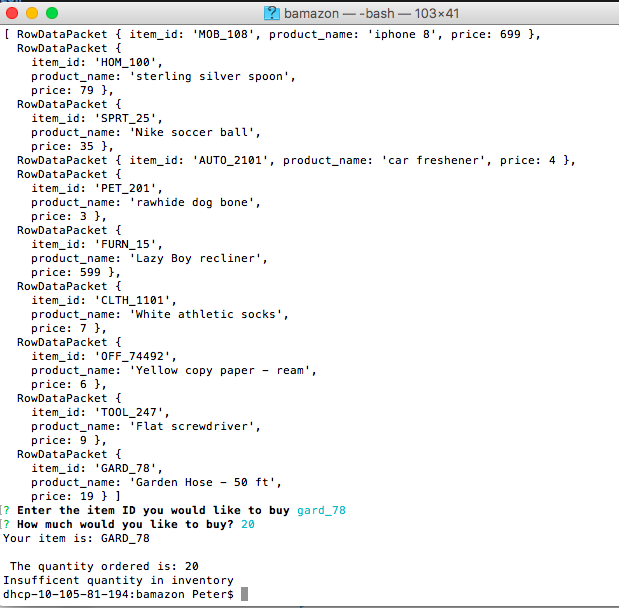 bamazon — -bash — 103×41
[ RowDataPacket { item_id: 'MOB_108', product_name: 'iphone 8', price: 699 },
  RowDataPacket {
    item_id: 'HOM_100',
    product_name: 'sterling silver spoon',
    price: 79 },
  RowDataPacket {
    item_id: 'SPRT_25',
    product_name: 'Nike soccer ball',
    price: 35 },
  RowDataPacket { item_id: 'AUTO_2101', product_name: 'car freshener', price: 4 },
  RowDataPacket {
    item_id: 'PET_201',
    product_name: 'rawhide dog bone',
    price: 3 },
  RowDataPacket {
    item_id: 'FURN_15',
    product_name: 'Lazy Boy recliner',
    price: 599 },
  RowDataPacket {
    item_id: 'CLTH_1101',
    product_name: 'White athletic socks',
    price: 7 },
  RowDataPacket {
    item_id: 'OFF_74492',
    product_name: 'Yellow copy paper - ream',
    price: 6 },
  RowDataPacket {
    item_id: 'TOOL_247',
    product_name: 'Flat screwdriver',
    price: 9 },
  RowDataPacket {
    item_id: 'GARD_78',
    product_name: 'Garden Hose - 50 ft',
    price: 19 } ]
[? Enter the item ID you would like to buy gard_78
[? How much would you like to buy? 20
Your item is: GARD_78

 The quantity ordered is: 20
Insufficent quantity in inventory
dhcp-10-105-81-194:bamazon Peter$